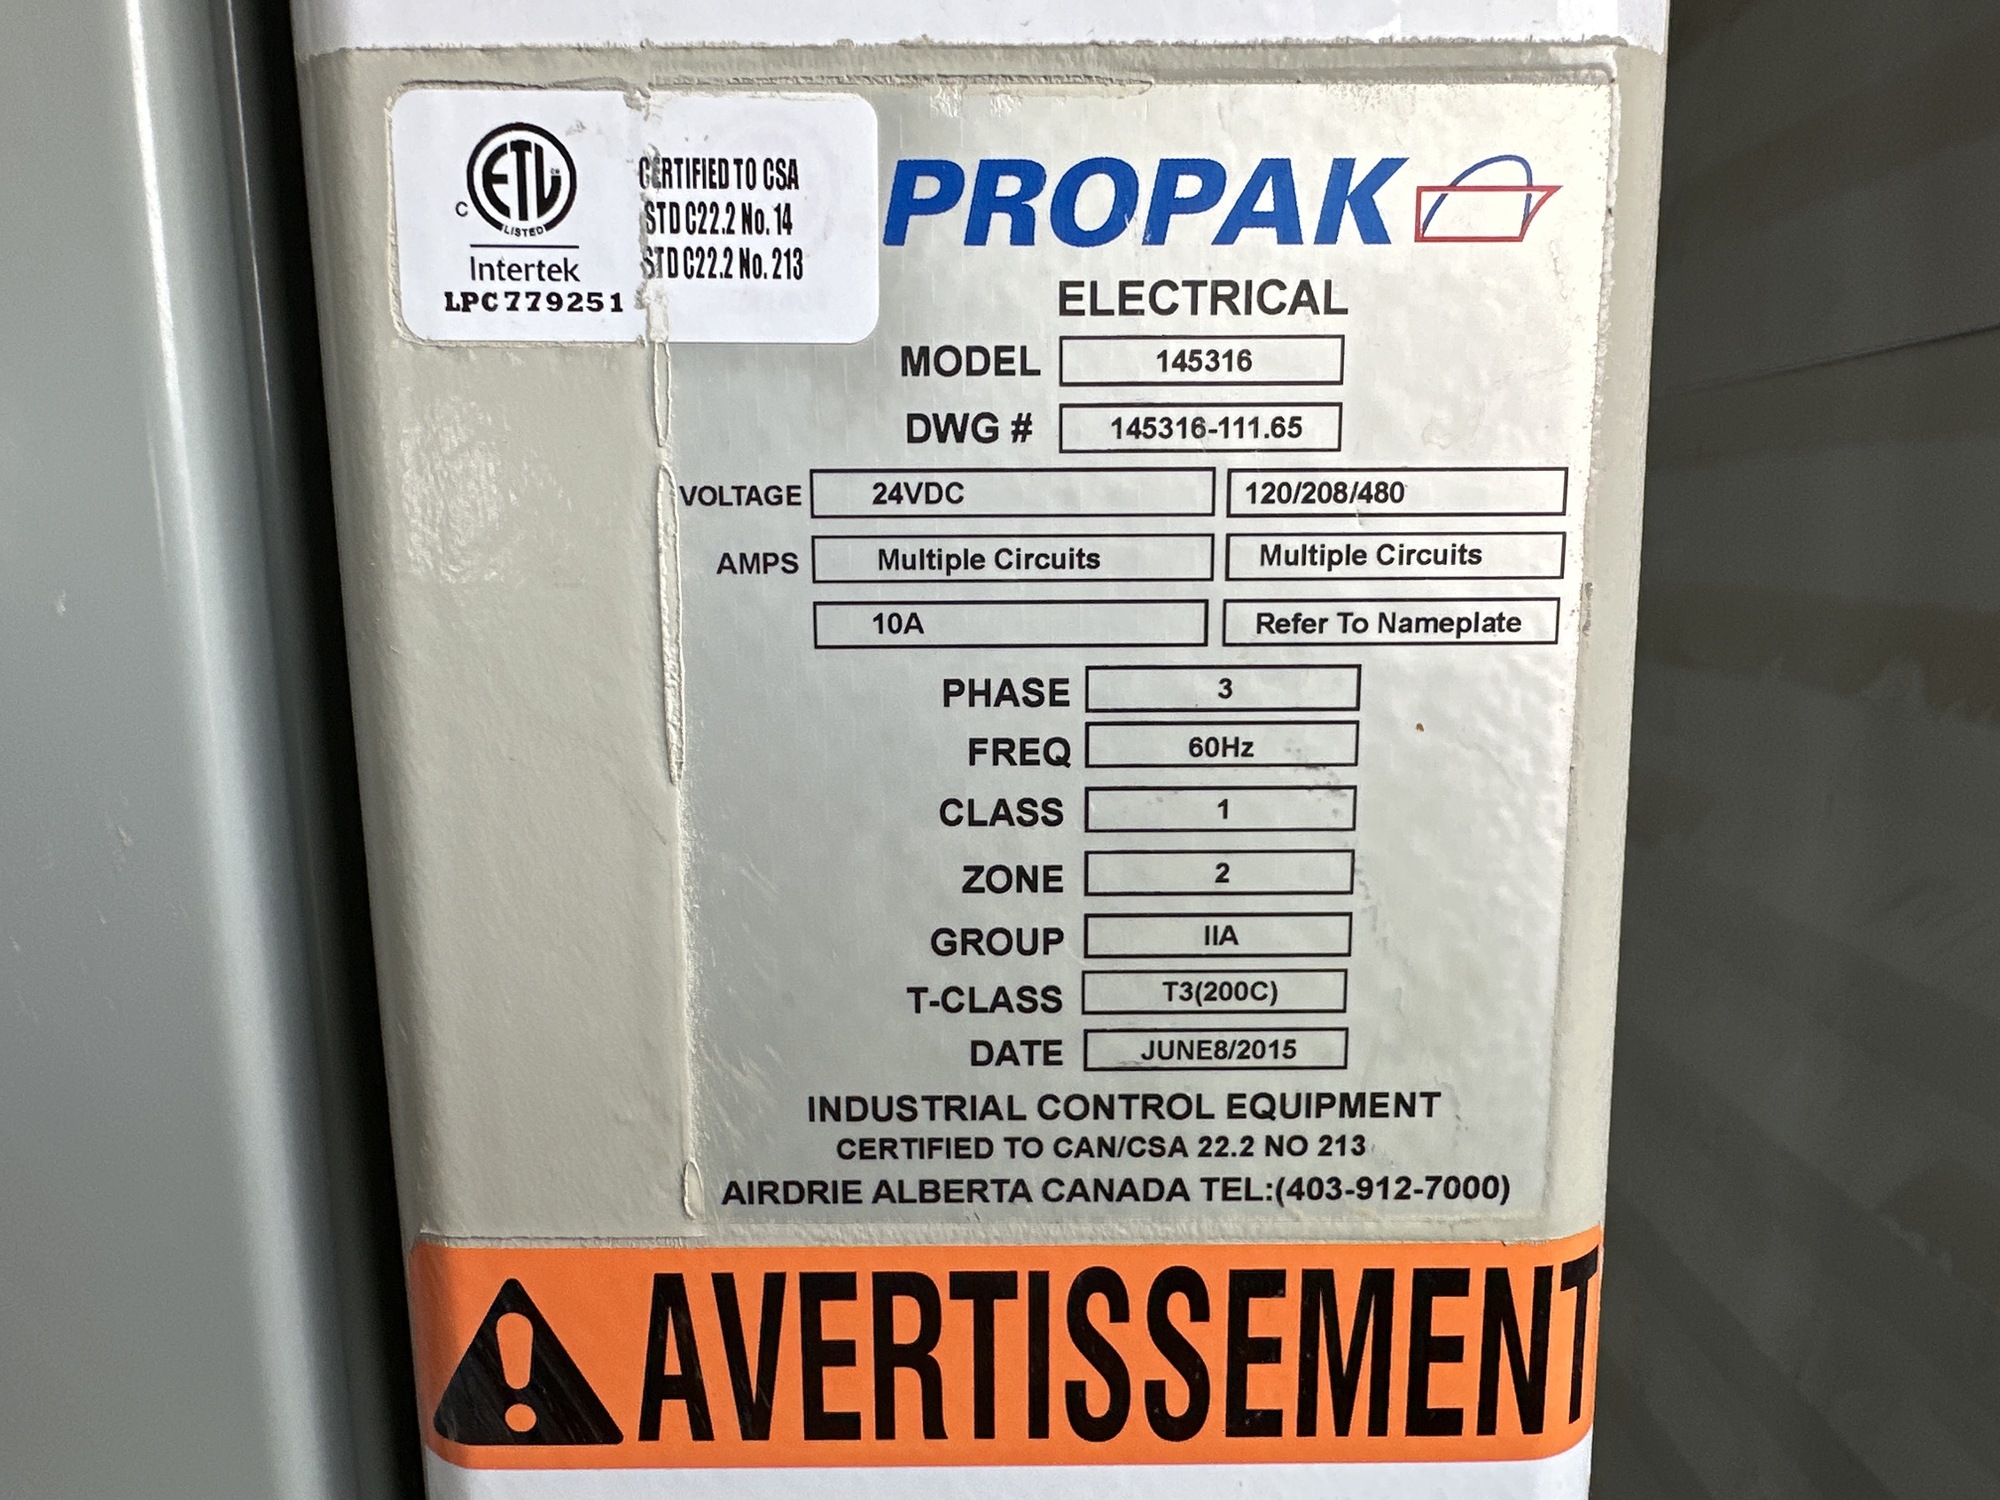 C ETL CM LISTED
Intertek
LPC779251
CERTIFIED TO CSA
STD C22.2 No. 14
STD C22.2 No. 213
PROPAK
ELECTRICAL
MODEL 145316
DWG # 145316-111.65
VOLTAGE 24VDC 120/208/480
AMPS Multiple Circuits Multiple Circuits
10A Refer To Nameplate
PHASE 3
FREQ 60Hz
CLASS 1
ZONE 2
GROUP IIA
T-CLASS T3(200C)
DATE JUNE8/2015
INDUSTRIAL CONTROL EQUIPMENT
CERTIFIED TO CAN/CSA 22.2 NO 213
AIRDRIE ALBERTA CANADA TEL:(403-912-7000)
AVERTISSEMENT